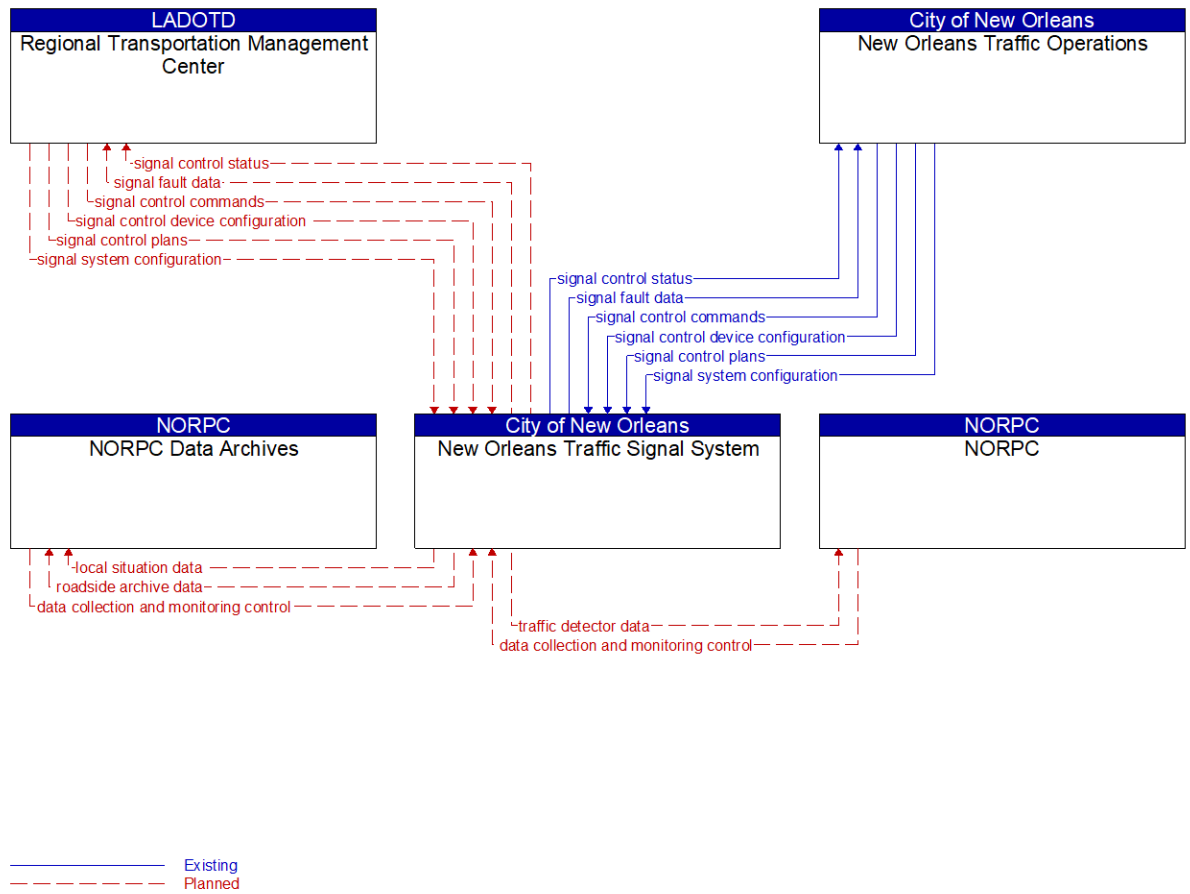 LADOTD
Regional Transportation Management
Center
City of New Orleans
New Orleans Traffic Operations
signal control status
signal fault data
signal control commands
signal control device configuration
signal control plans
signal system configuration
signal control status
signal fault data
signal control commands
signal control device configuration
signal control plans
signal system configuration
NORPC
NORPC Data Archives
City of New Orleans
New Orleans Traffic Signal System
NORPC
NORPC
local situation data
roadside archive data
data collection and monitoring control
traffic detector data
data collection and monitoring control
Existing
Planned